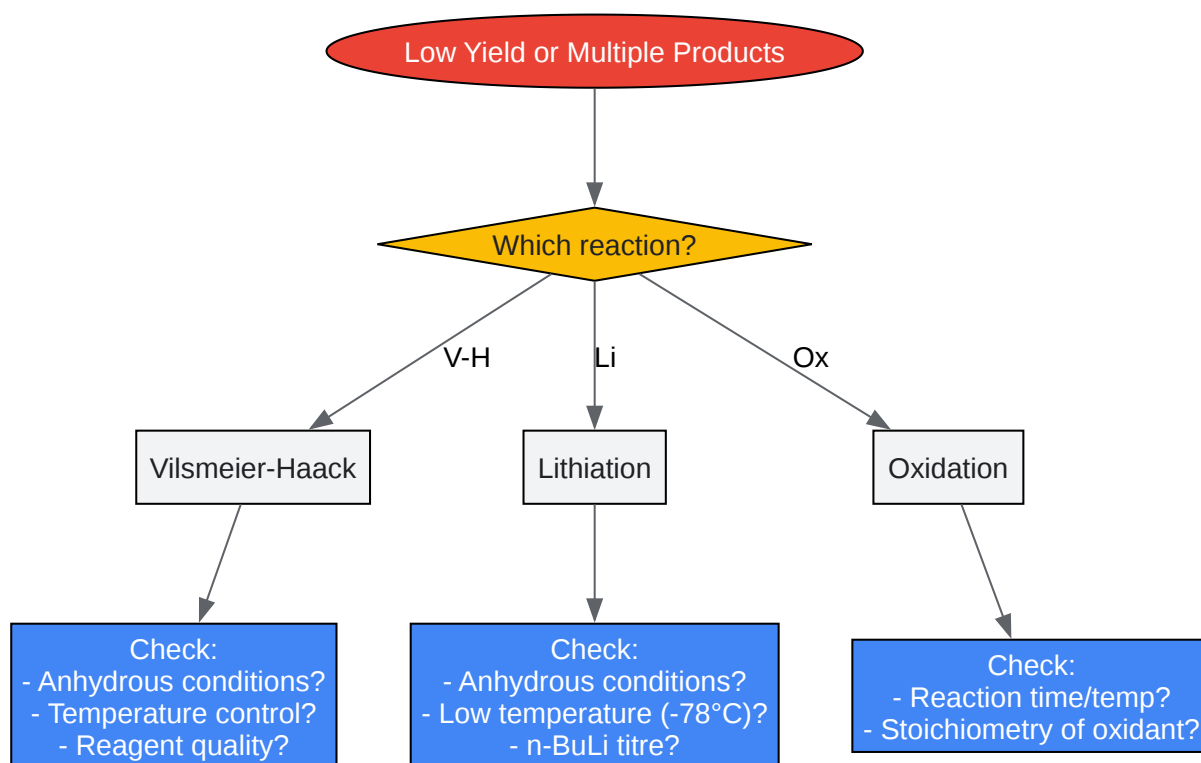 Low Yield or Multiple Products
Which reaction?
V-H
Li
Ox
Vilsmeier-Haack
Lithiation
Oxidation
Check:
- Anhydrous conditions?
- Temperature control?
- Reagent quality?
Check:
- Anhydrous conditions?
- Low temperature (-78°C)?
- n-BuLi titre?
Check:
- Reaction time/temp?
- Stoichiometry of oxidant?